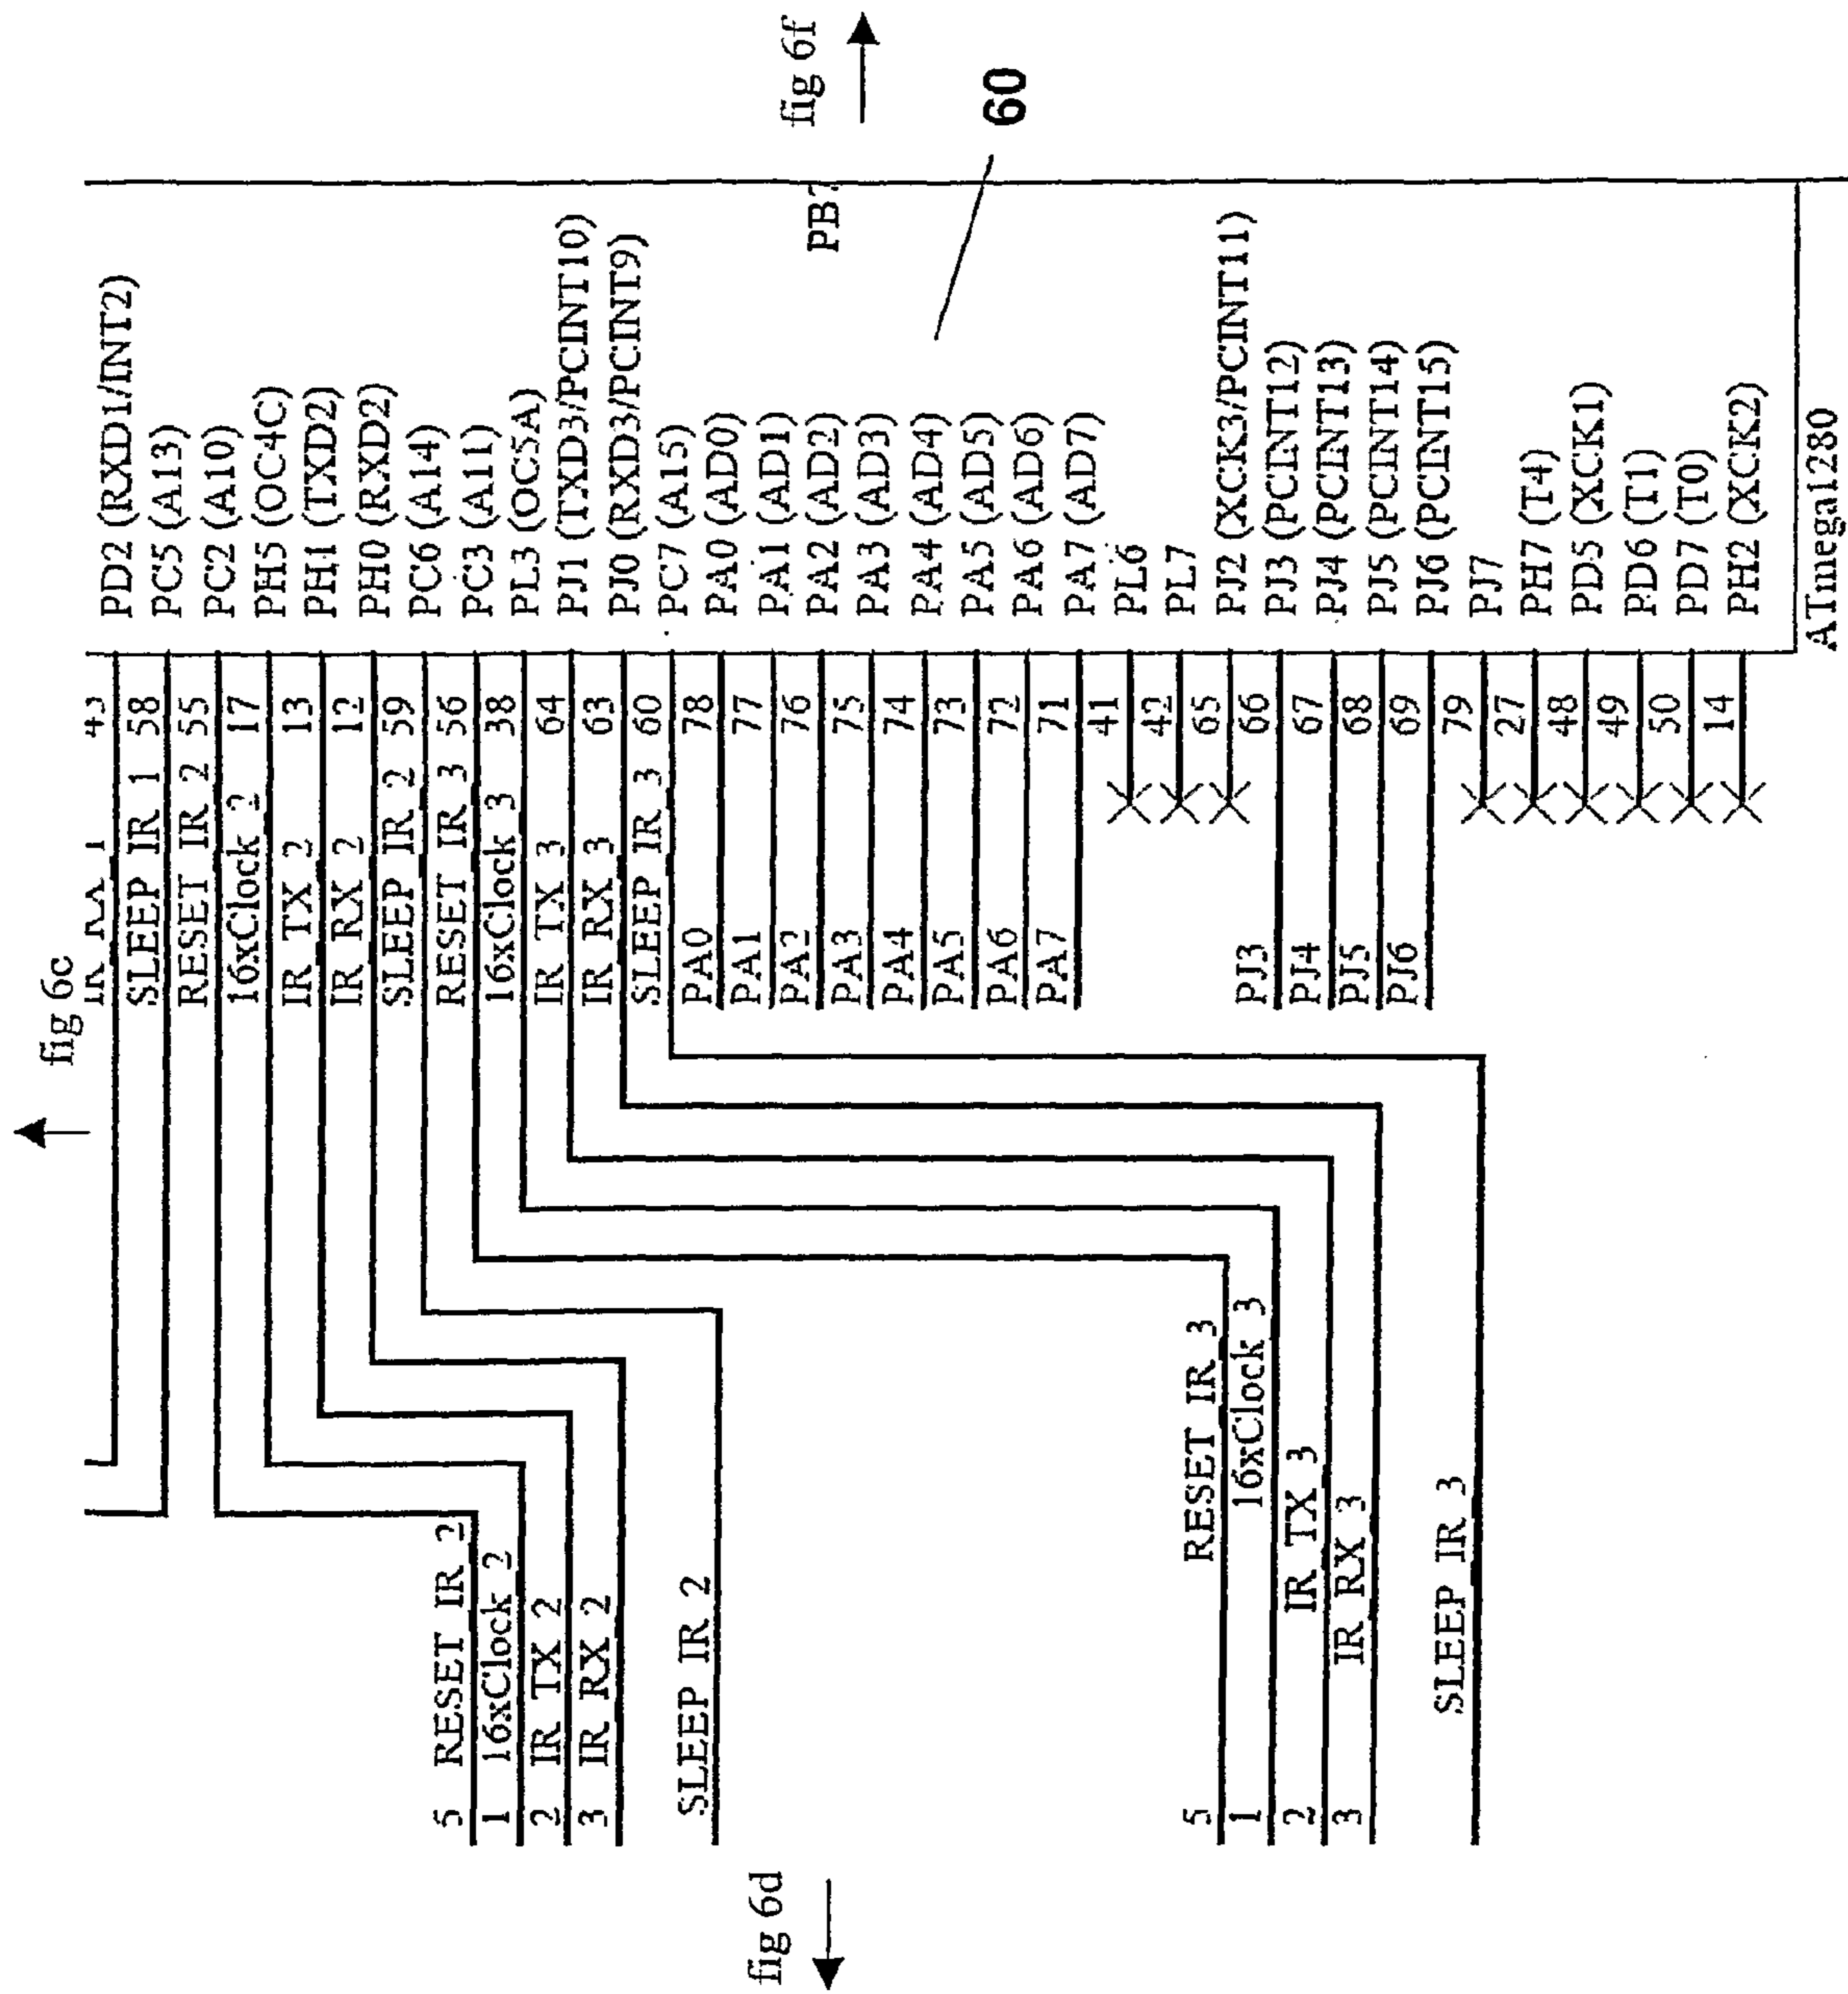 fig 6c
fig 6f
60
fig 6d
43 PD2 (RXD1/INT2)
SLEEP IR 1 58 PC5 (A13)
RESET IR 2 55 PC2 (A10)
16xClock 2 17 PH5 (OC4C)
IR TX 2 13 PH1 (TXD2)
IR RX 2 12 PH0 (RXD2)
SLEEP IR 2 59 PC6 (A14)
RESET IR 3 56 PC3 (A11)
16xClock 3 38 PL3 (OC5A)
IR TX 3 64 PJ1 (TXD3/PCINT10)
IR RX 3 63 PJ0 (RXD3/PCINT9)
SLEEP IR 3 60 PC7 (A15)
PA0 78 PA0 (AD0)
PA1 77 PA1 (AD1)
PA2 76 PA2 (AD2)
PA3 75 PA3 (AD3)
PA4 74 PA4 (AD4)
PA5 73 PA5 (AD5)
PA6 72 PA6 (AD6)
PA7 71 PA7 (AD7)
41 PL6
42 PL7
65 PJ2 (XCK3/PCINT11)
PJ3 66 PJ3 (PCINT12)
PJ4 67 PJ4 (PCINT13)
PJ5 68 PJ5 (PCINT14)
PJ6 69 PJ6 (PCINT15)
79 PJ7
27 PH7 (T4)
48 PD5 (XCK1)
49 PD6 (T1)
50 PD7 (T0)
14 PH2 (XCK2)
ATmega1280
5 RESET IR 2
1 16xClock 2
2 IR TX 2
3 IR RX 2
SLEEP IR 2
5 RESET IR 3
1 16xClock 3
2 IR TX 3
3 IR RX 3
SLEEP IR 3